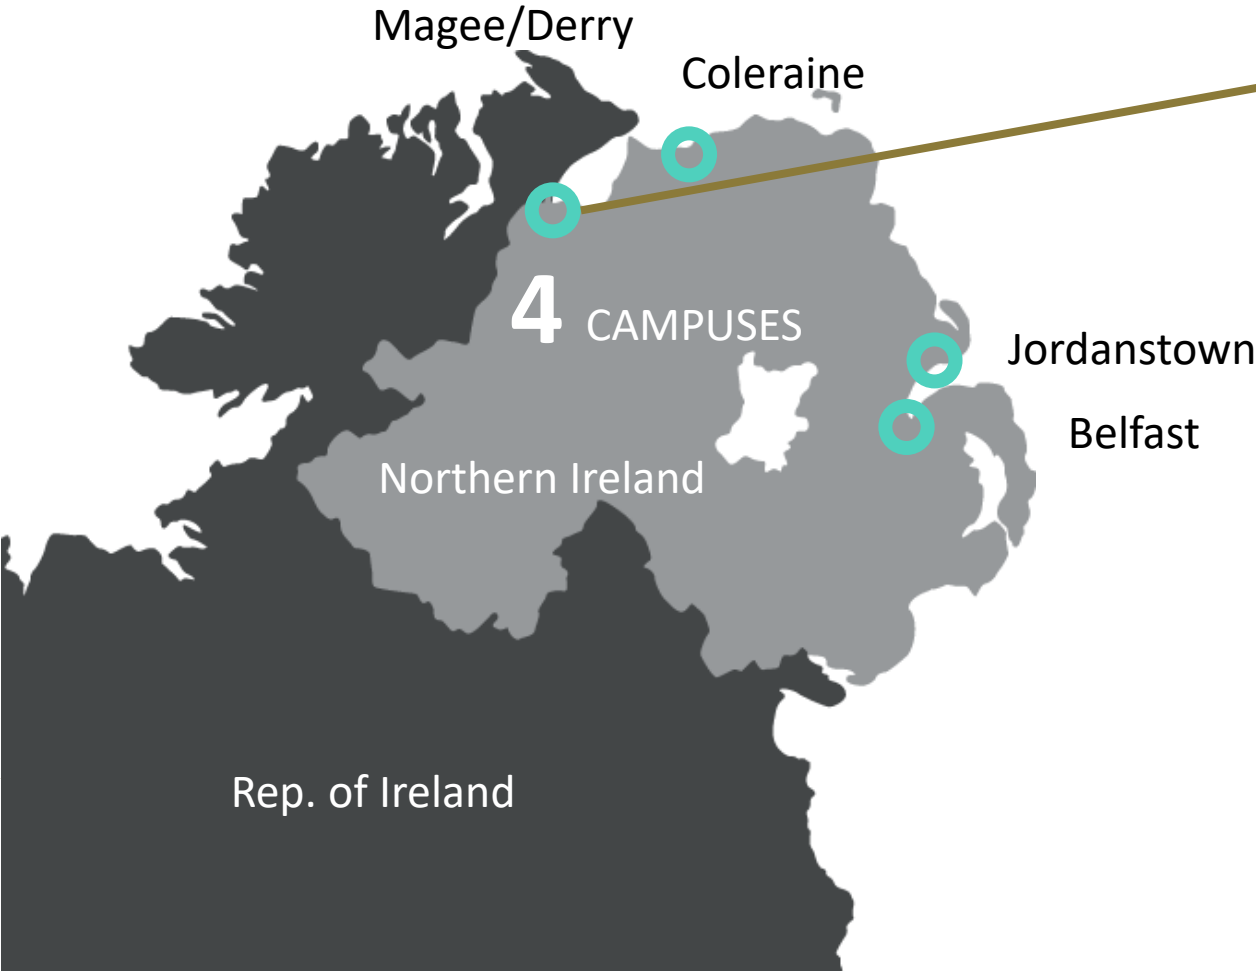 Magee/Derry
Coleraine
4 CAMPUSES
Jordanstown
Belfast
Northern Ireland
Rep. of Ireland